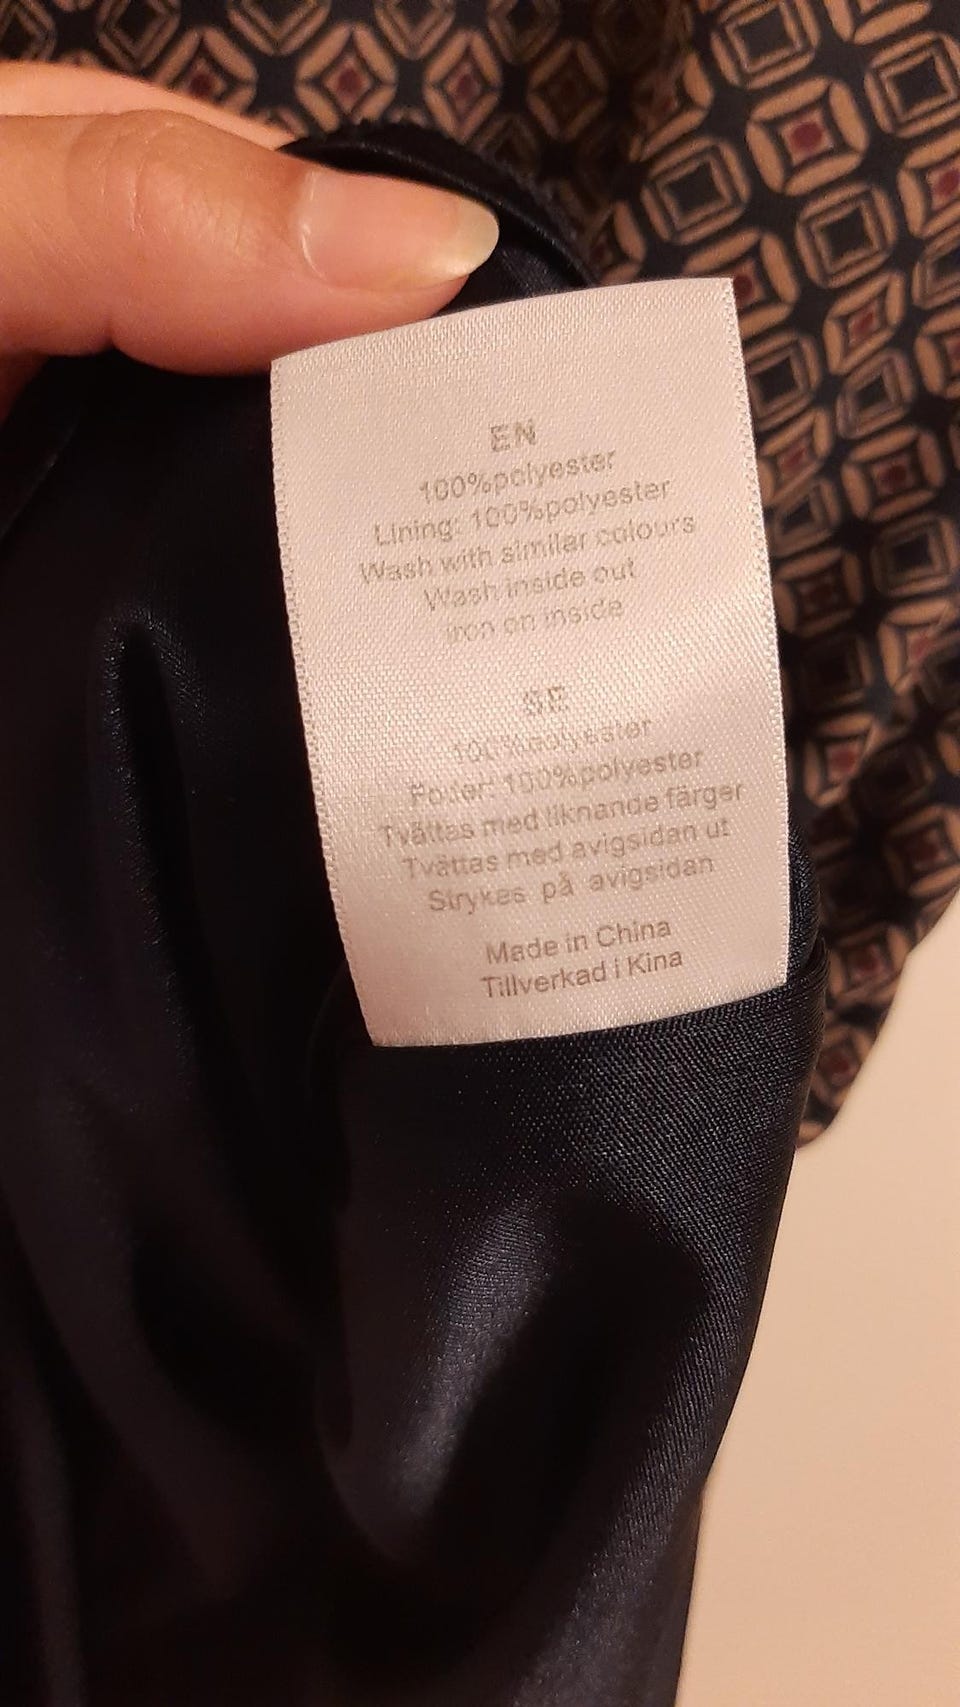 EN
100%polyester
Lining: 100%polyester
Wash with similar colours
Wash inside out
Iron on inside
SE
100%polyester
Foder: 100%polyester
Tvättas med liknande färger
Tvättas med avigsidan ut
Strykes på avigsidan
Made in China
Tillverkad i Kina